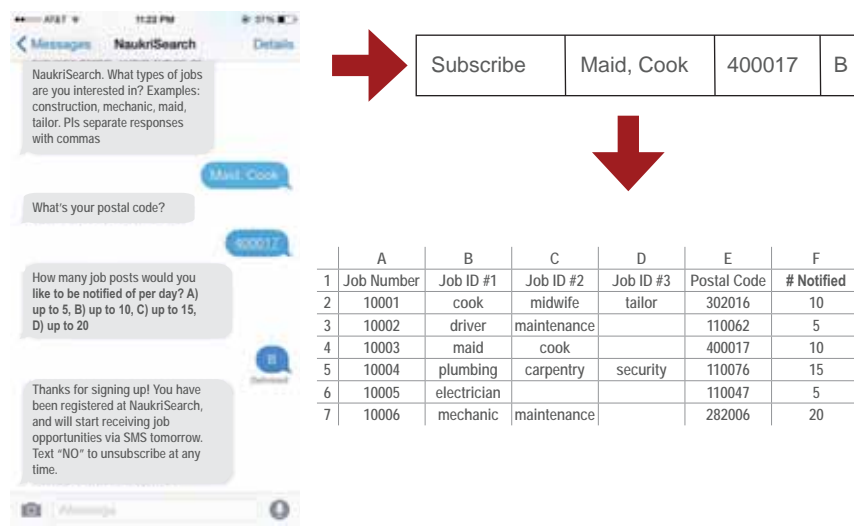 AT&T 11:22 PM 37%
Messages NaukriSearch Details
NaukriSearch. What types of jobs
are you interested in? Examples:
construction, mechanic, maid,
tailor. Pls separate responses
with commas
Maid, Cook
What's your postal code?
400017
How many job posts would you
like to be notified of per day? A)
up to 5, B) up to 10, C) up to 15,
D) up to 20
B
Delivered
Thanks for signing up! You have
been registered at NaukriSearch,
and will start receiving job
opportunities via SMS tomorrow.
Text “NO” to unsubscribe at any
time.
iMessage
Subscribe Maid, Cook 400017 B
A B C D E F
1 Job Number Job ID #1 Job ID #2 Job ID #3 Postal Code # Notified
2 10001 cook midwife tailor 302016 10
3 10002 driver maintenance 110062 5
4 10003 maid cook 400017 10
5 10004 plumbing carpentry security 110076 15
6 10005 electrician 110047 5
7 10006 mechanic maintenance 282006 20